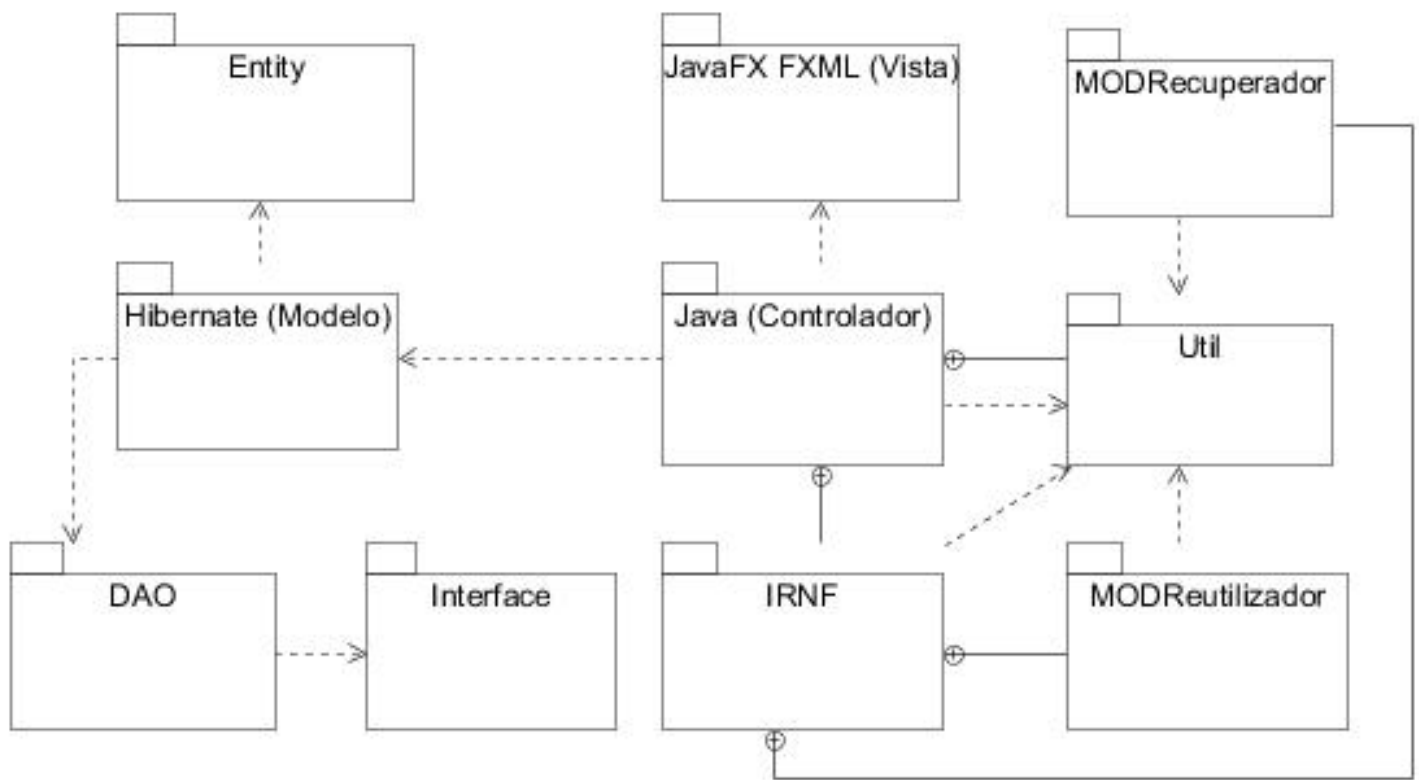 Entity
JavaFX FXML (Vista)
MODRecuperador
Hibernate (Modelo)
Java (Controlador)
Util
DAO
Interface
IRNF
MODReutilizador